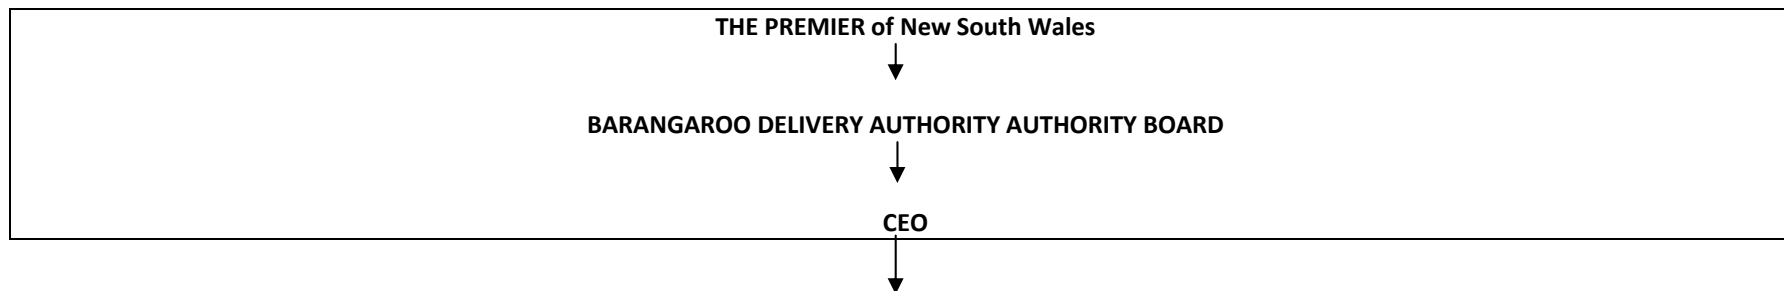 THE PREMIER of New South Wales
BARANGAROO DELIVERY AUTHORITY AUTHORITY BOARD
CEO